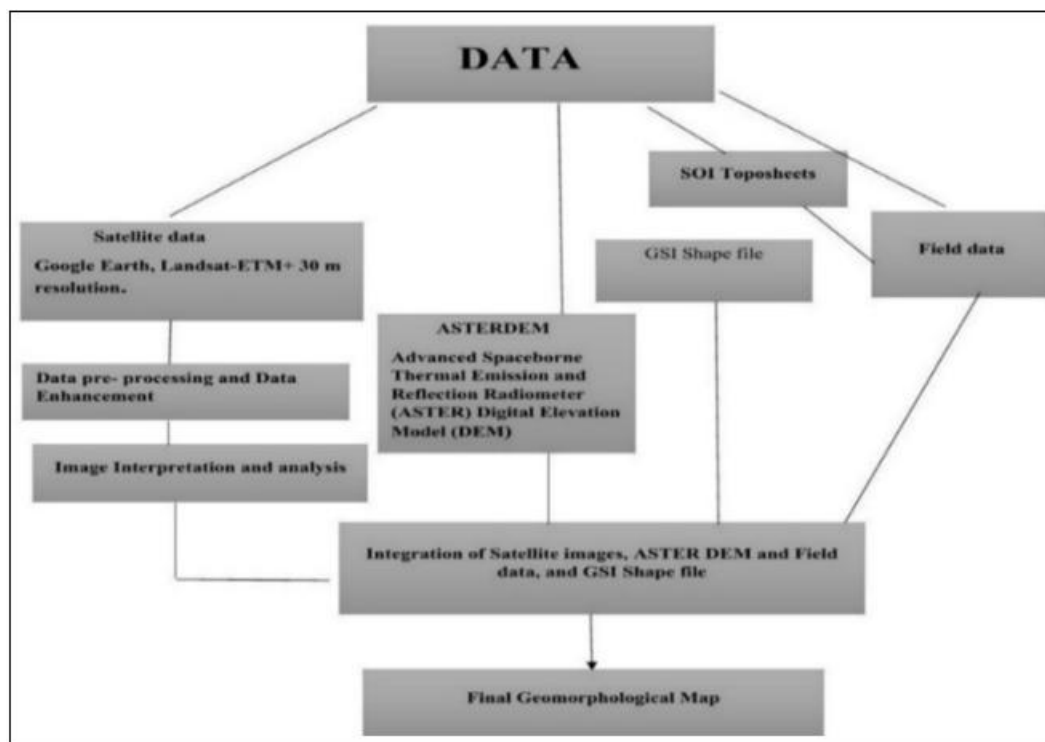 DATA
SOI Toposheets
Satellite data
Google Earth, Landsat-ETM+ 30 m
resolution.
GSI Shape file
Field data
ASTERDEM
Advanced Spaceborne
Thermal Emission and
Reflection Radiometer
(ASTER) Digital Elevation
Model (DEM)
Data pre- processing and Data
Enhancement
Image Interpretation and analysis
Integration of Satellite images, ASTER DEM and Field
data, and GSI Shape file
Final Geomorphological Map